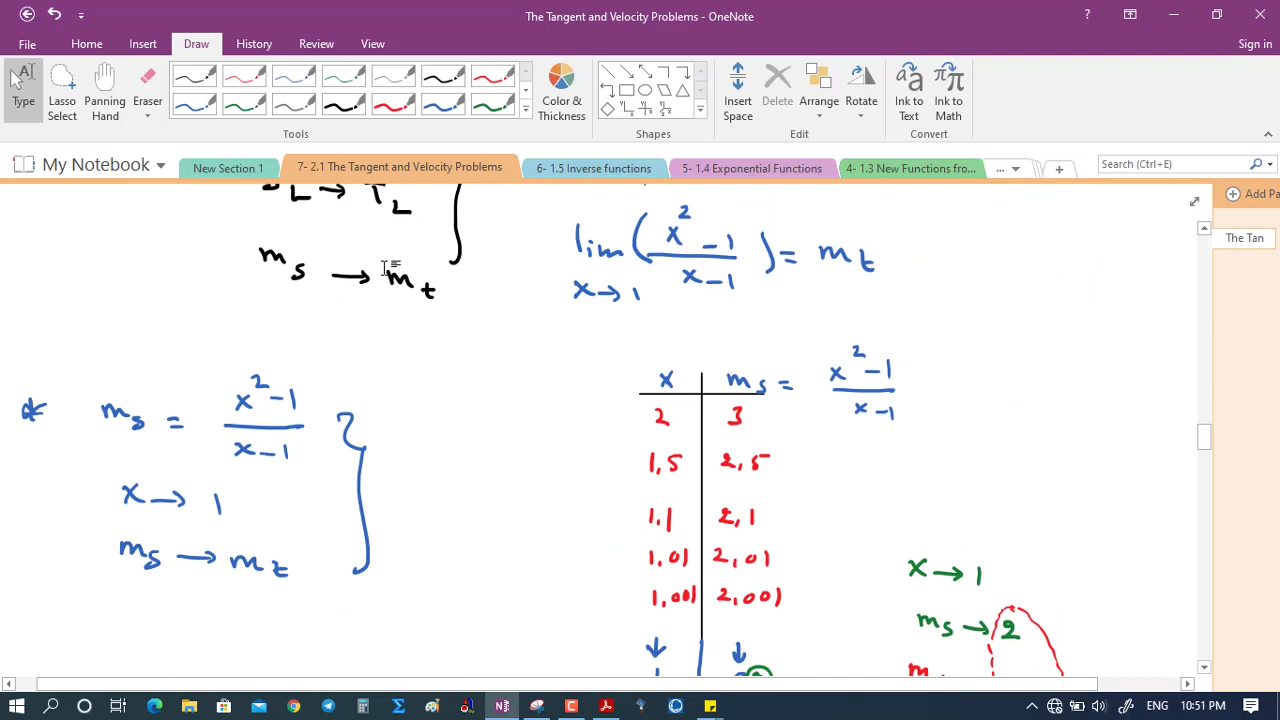 The Tangent and Velocity Problems - OneNote
File Home Insert Draw History Review View Sign in
Type
Lasso Select
Panning Hand
Eraser
Color & Thickness
Insert Space
Delete
Arrange
Rotate
Ink to Text
Ink to Math
Tools Shapes Edit Convert
My Notebook
New Section 1
7- 2.1 The Tangent and Velocity Problems
6- 1.5 Inverse functions
5- 1.4 Exponential Functions
4- 1.3 New Functions fro...
...
Search (Ctrl+E)
Add Pa
The Tan
L → T_L
m_s → m_t
lim x→1 ( (x^2 - 1) / (x - 1) ) = m_t
* m_s = (x^2 - 1) / (x - 1)
x → 1
m_s → m_t
x m_s = (x^2 - 1) / (x - 1)
2 3
1,5 2,5
1,1 2,1
1,01 2,01
1,001 2,001
↓ ↓
x → 1
m_s → 2
ENG 10:51 PM